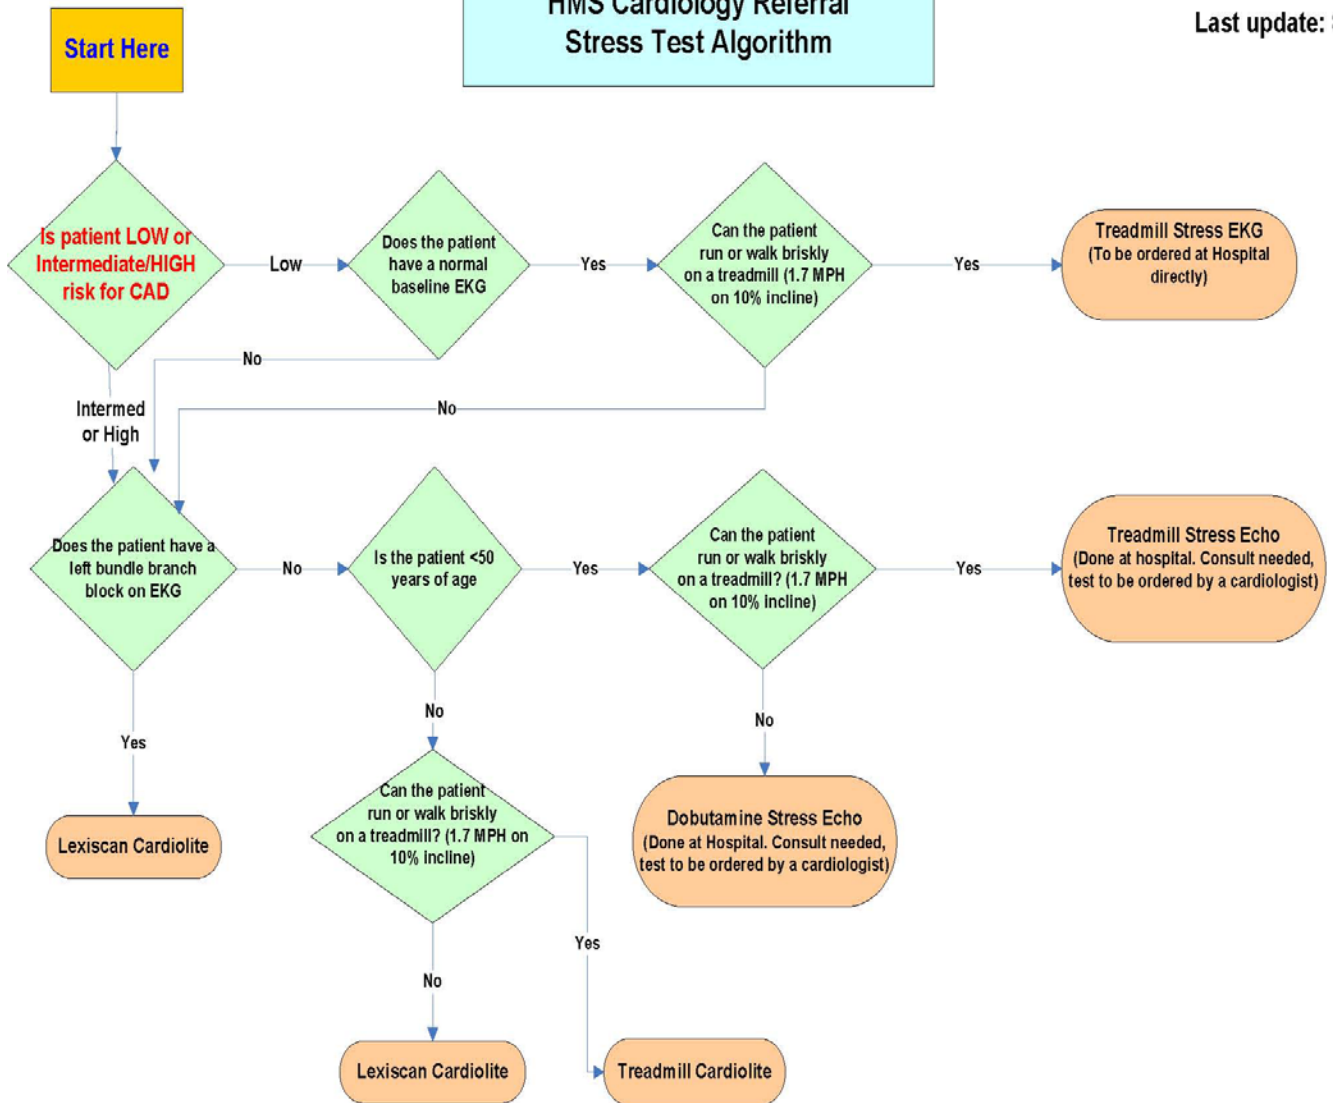 HMS Cardiology Referral
Stress Test Algorithm
Last update:
Start Here
Is patient LOW or
Intermediate/HIGH
risk for CAD
Low
Does the patient
have a normal
baseline EKG
Yes
Can the patient
run or walk briskly
on a treadmill (1.7 MPH
on 10% incline)
Yes
Treadmill Stress EKG
(To be ordered at Hospital
directly)
No
No
Intermed
or High
Does the patient have a
left bundle branch
block on EKG
No
Is the patient <50
years of age
Yes
Can the patient
run or walk briskly
on a treadmill? (1.7 MPH
on 10% incline)
Yes
Treadmill Stress Echo
(Done at hospital. Consult needed,
test to be ordered by a cardiologist)
Yes
No
No
Lexiscan Cardiolite
Can the patient
run or walk briskly
on a treadmill? (1.7 MPH on
10% incline)
Dobutamine Stress Echo
(Done at Hospital. Consult needed,
test to be ordered by a cardiologist)
Yes
No
Lexiscan Cardiolite
Treadmill Cardiolite